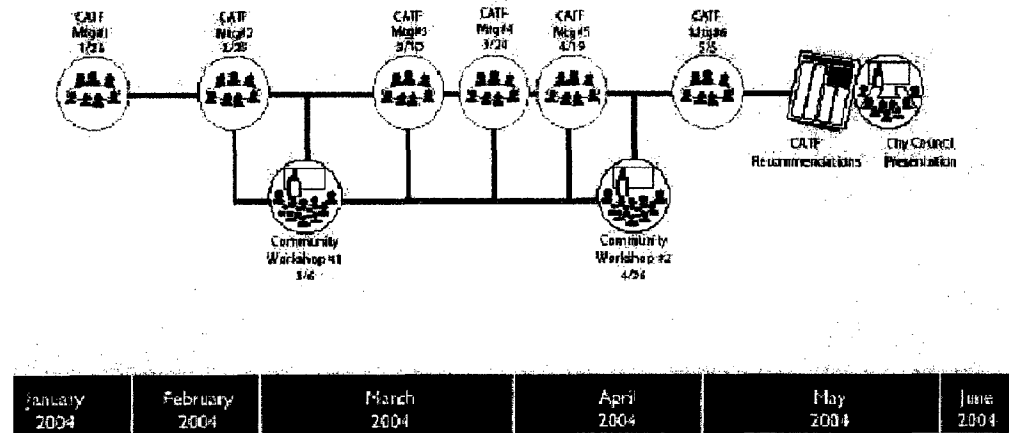 CATF
Mtg#1
CATF
Mtg#2
CATF
Mtg#3
CATF
Mtg#4
CATF
Mtg#5
4/19
CATF
Mtg#6
5/5
CATF
Recommendations
City Council
Presentation
Community
Workshop #1
Community
Workshop #2
January
2004
February
2004
March
2004
April
2004
May
2004
June
2004